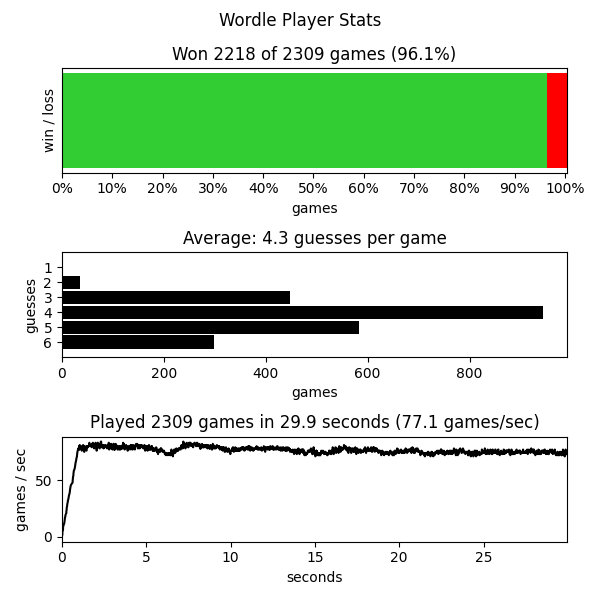 Wordle Player Stats
Won 2218 of 2309 games (96.1%)
win / loss
0% 10% 20% 30% 40% 50% 60% 70% 80% 90% 100%
games
Average: 4.3 guesses per game
guesses
1
2
3
4
5
6
0 200 400 600 800
games
Played 2309 games in 29.9 seconds (77.1 games/sec)
games / sec
50
0
0 5 10 15 20 25
seconds